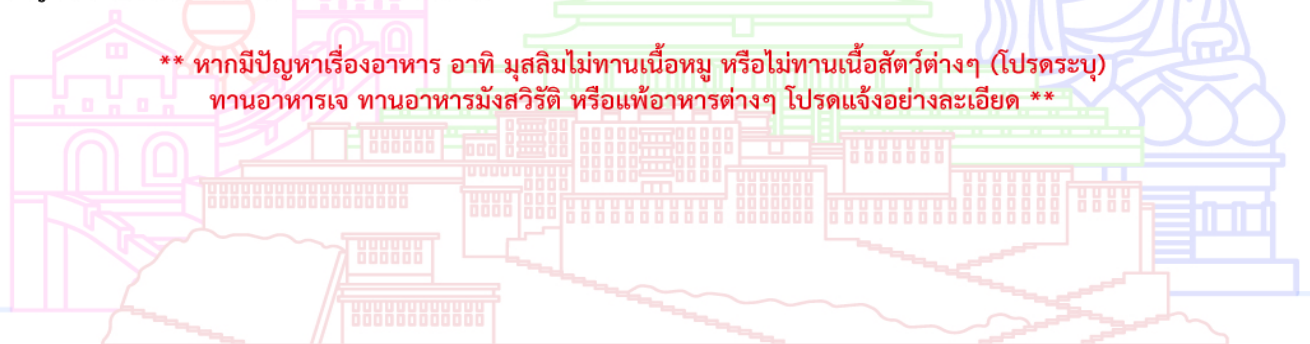 ** หากมีปัญหาเรื่องอาหาร อาทิ มุสลิมไม่ทานเนื้อหมู หรือไม่ทานเนื้อสัตว์ต่างๆ (โปรดระบุ)
ทานอาหารเจ ทานอาหารมังสวิรัติ หรือแพ้อาหารต่างๆ โปรดแจ้งอย่างละเอียด **